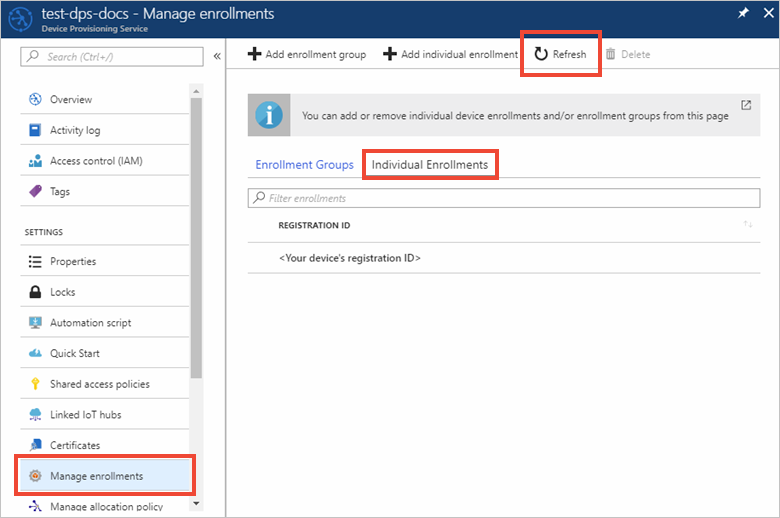 test-dps-docs - Manage enrollments
Device Provisioning Service
Search (Ctrl+/)
Overview
Activity log
Access control (IAM)
Tags
SETTINGS
Properties
Locks
Automation script
Quick Start
Shared access policies
Linked IoT hubs
Certificates
Manage enrollments
Manage allocation policy
Add enrollment group
Add individual enrollment
Refresh
Delete
You can add or remove individual device enrollments and/or enrollment groups from this page
Enrollment Groups
Individual Enrollments
Filter enrollments
REGISTRATION ID
<Your device's registration ID>